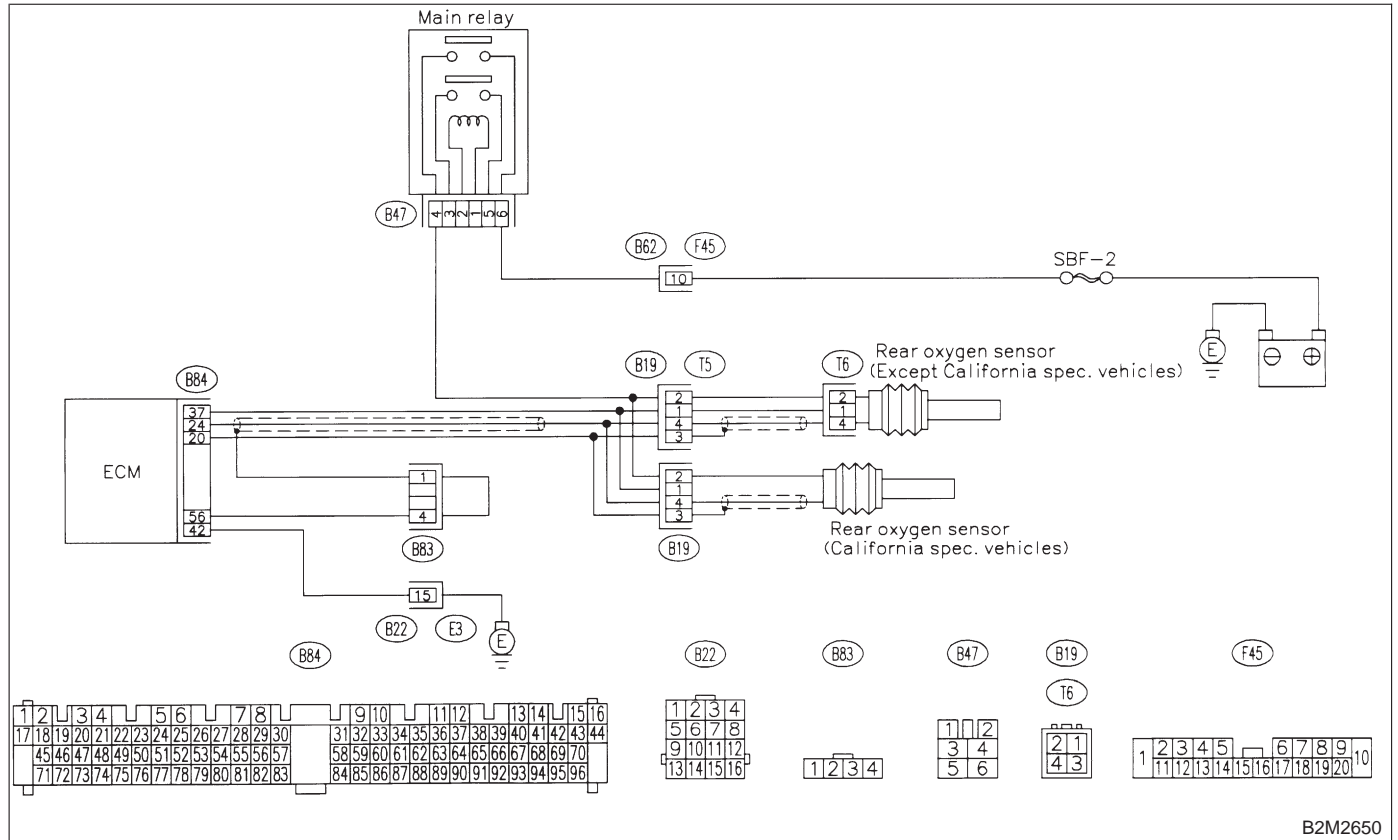 Main relay
B47
4 3 2 1 5 6
B62 F45
10
SBF-2
E
⊖ ⊕
B84
37
24
20
56
42
ECM
B19 T5
2
1
4
3
T6
2
1
4
Rear oxygen sensor
(Except California spec. vehicles)
1
4
B83
2
1
4
3
B19
Rear oxygen sensor
(California spec. vehicles)
15
B22 E3
E
B84
1 2 3 4 5 6 7 8 9 10 11 12 13 14 15 16
17 18 19 20 21 22 23 24 25 26 27 28 29 30 31 32 33 34 35 36 37 38 39 40 41 42 43 44
45 46 47 48 49 50 51 52 53 54 55 56 57 58 59 60 61 62 63 64 65 66 67 68 69 70
71 72 73 74 75 76 77 78 79 80 81 82 83 84 85 86 87 88 89 90 91 92 93 94 95 96
B22
1 2 3 4
5 6 7 8
9 10 11 12
13 14 15 16
B83
1 2 3 4
B47
1 2
3 4
5 6
B19
T6
2 1
4 3
F45
1 2 3 4 5 6 7 8 9 10
11 12 13 14 15 16 17 18 19 20
B2M2650